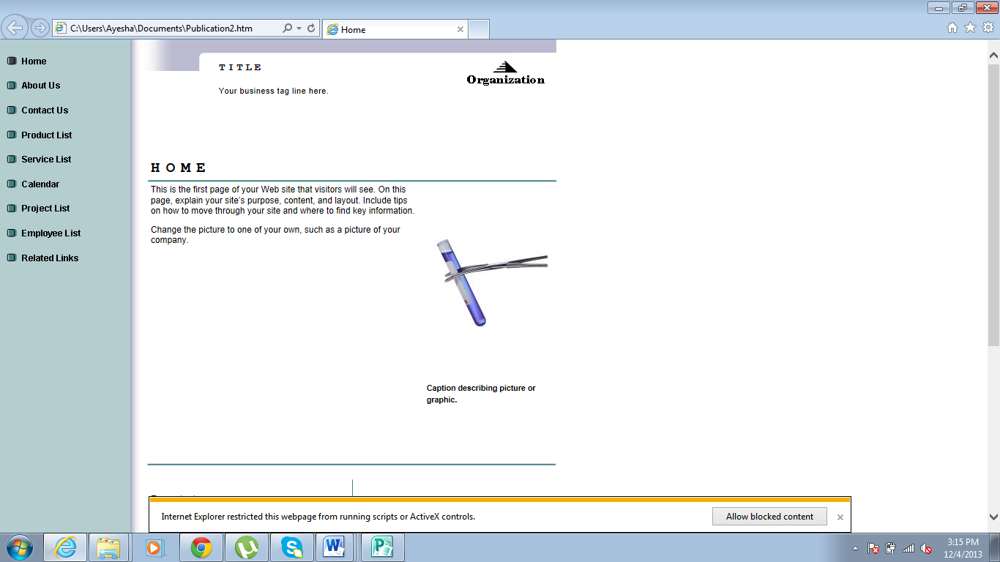 C:\Users\Ayesha\Documents\Publication2.htm
Home
Home
About Us
Contact Us
Product List
Service List
Calendar
Project List
Employee List
Related Links
TITLE
Organization
Your business tag line here.
HOME
This is the first page of your Web site that visitors will see. On this
page, explain your site’s purpose, content, and layout. Include tips
on how to move through your site and where to find key information.
Change the picture to one of your own, such as a picture of your
company.
Caption describing picture or
graphic.
Internet Explorer restricted this webpage from running scripts or ActiveX controls.
Allow blocked content
3:15 PM
12/4/2013